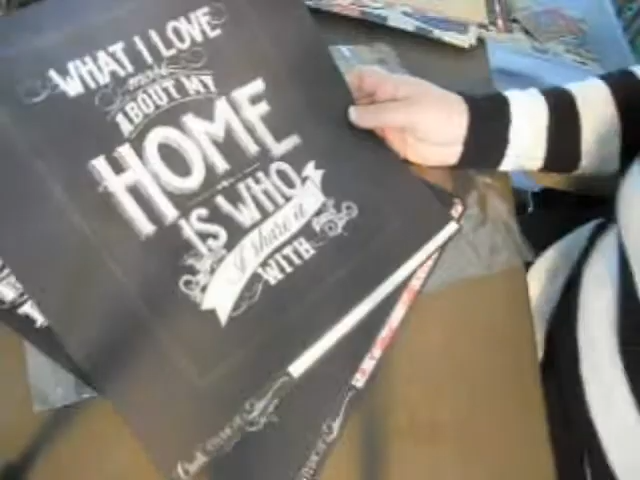 WHAT I LOVE
most
ABOUT MY
HOME
IS WHO
I share it
WITH